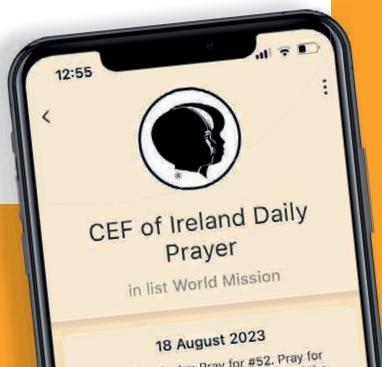 12:55
®
CEF of Ireland Daily
Prayer
in list World Mission
18 August 2023
Pray for #52. Pray for